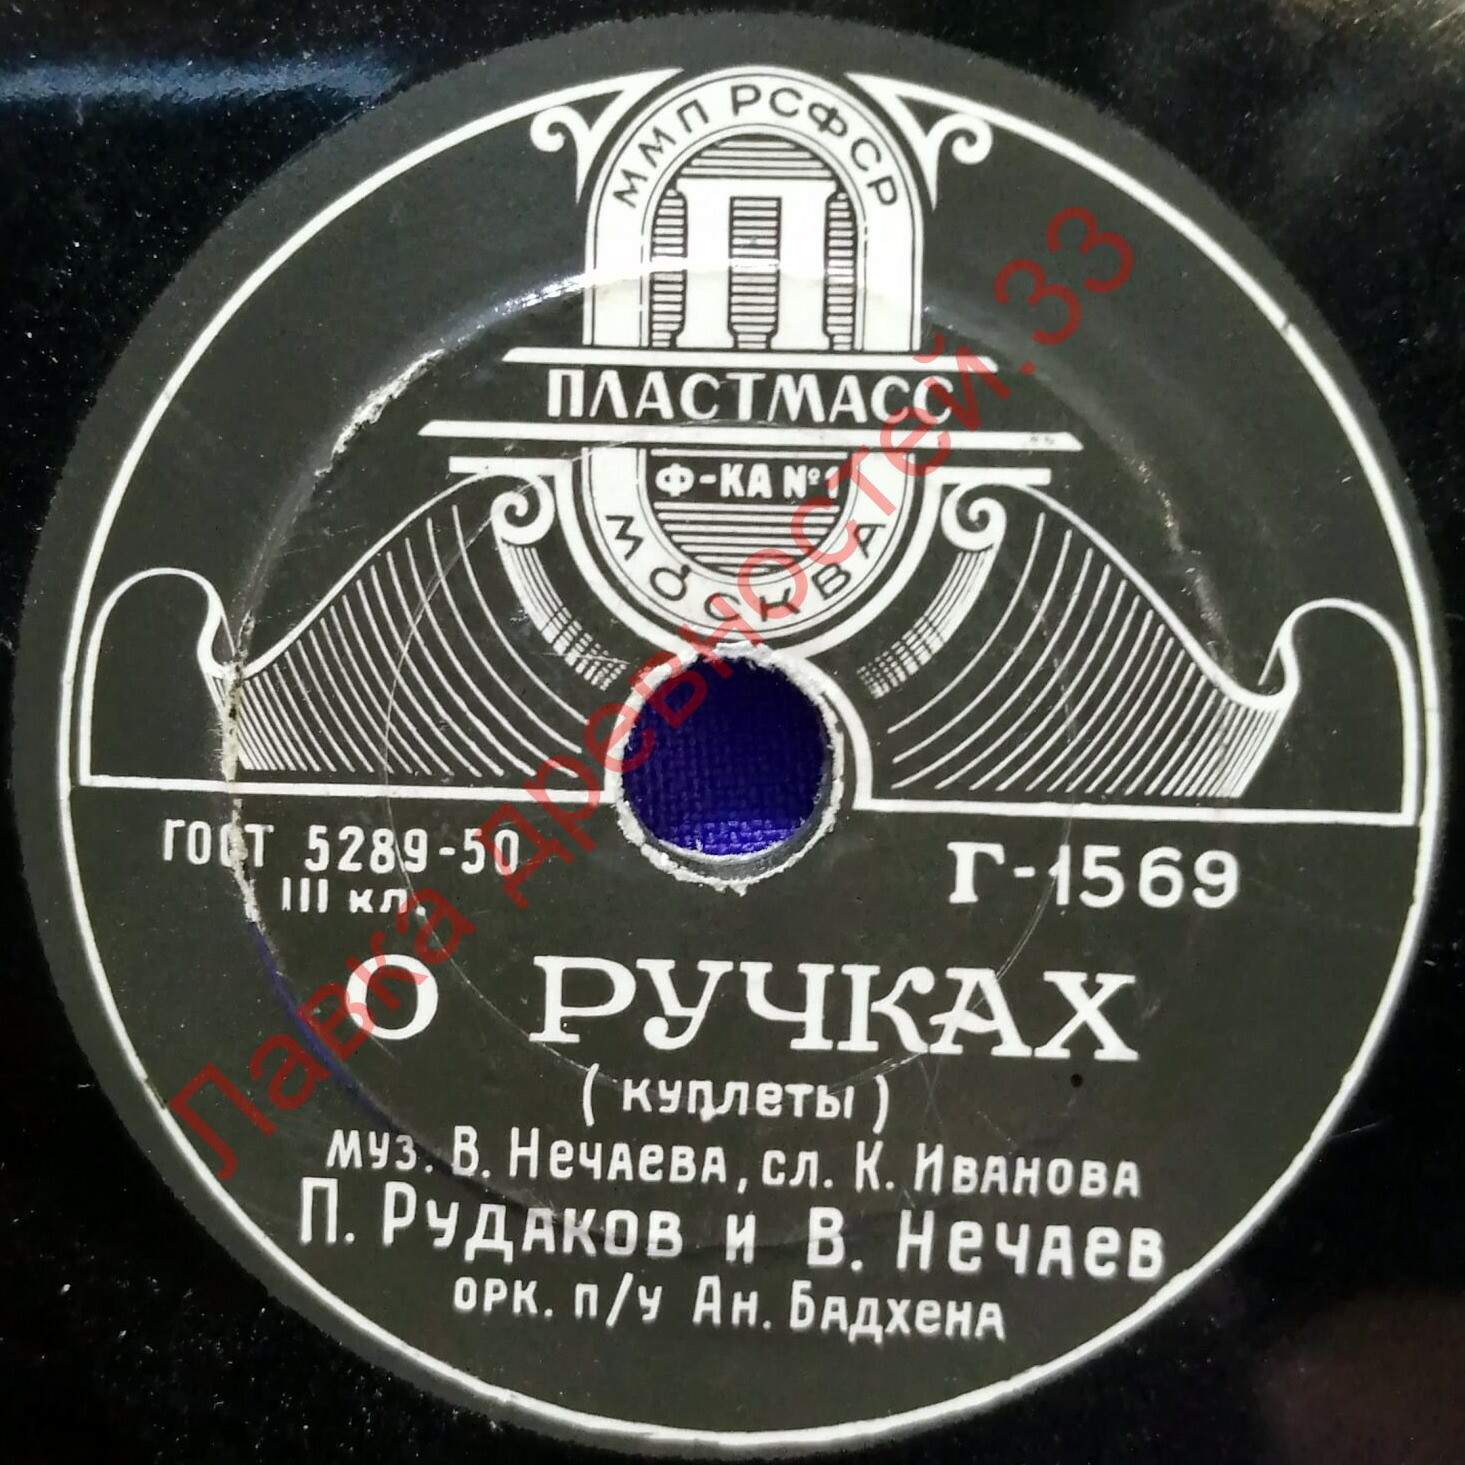 ММП РСФСР
П
ПЛАСТМАСС
Ф-КА №1
МОСКВА
ГОСТ 5289-50
III кл.
Г-1569
О РУЧКАХ
(куплеты)
муз. В. Нечаева, сл. К. Иванова
П. Рудаков и В. Нечаев
орк. п/у Ан. Бадхена
Лавка древностей.33